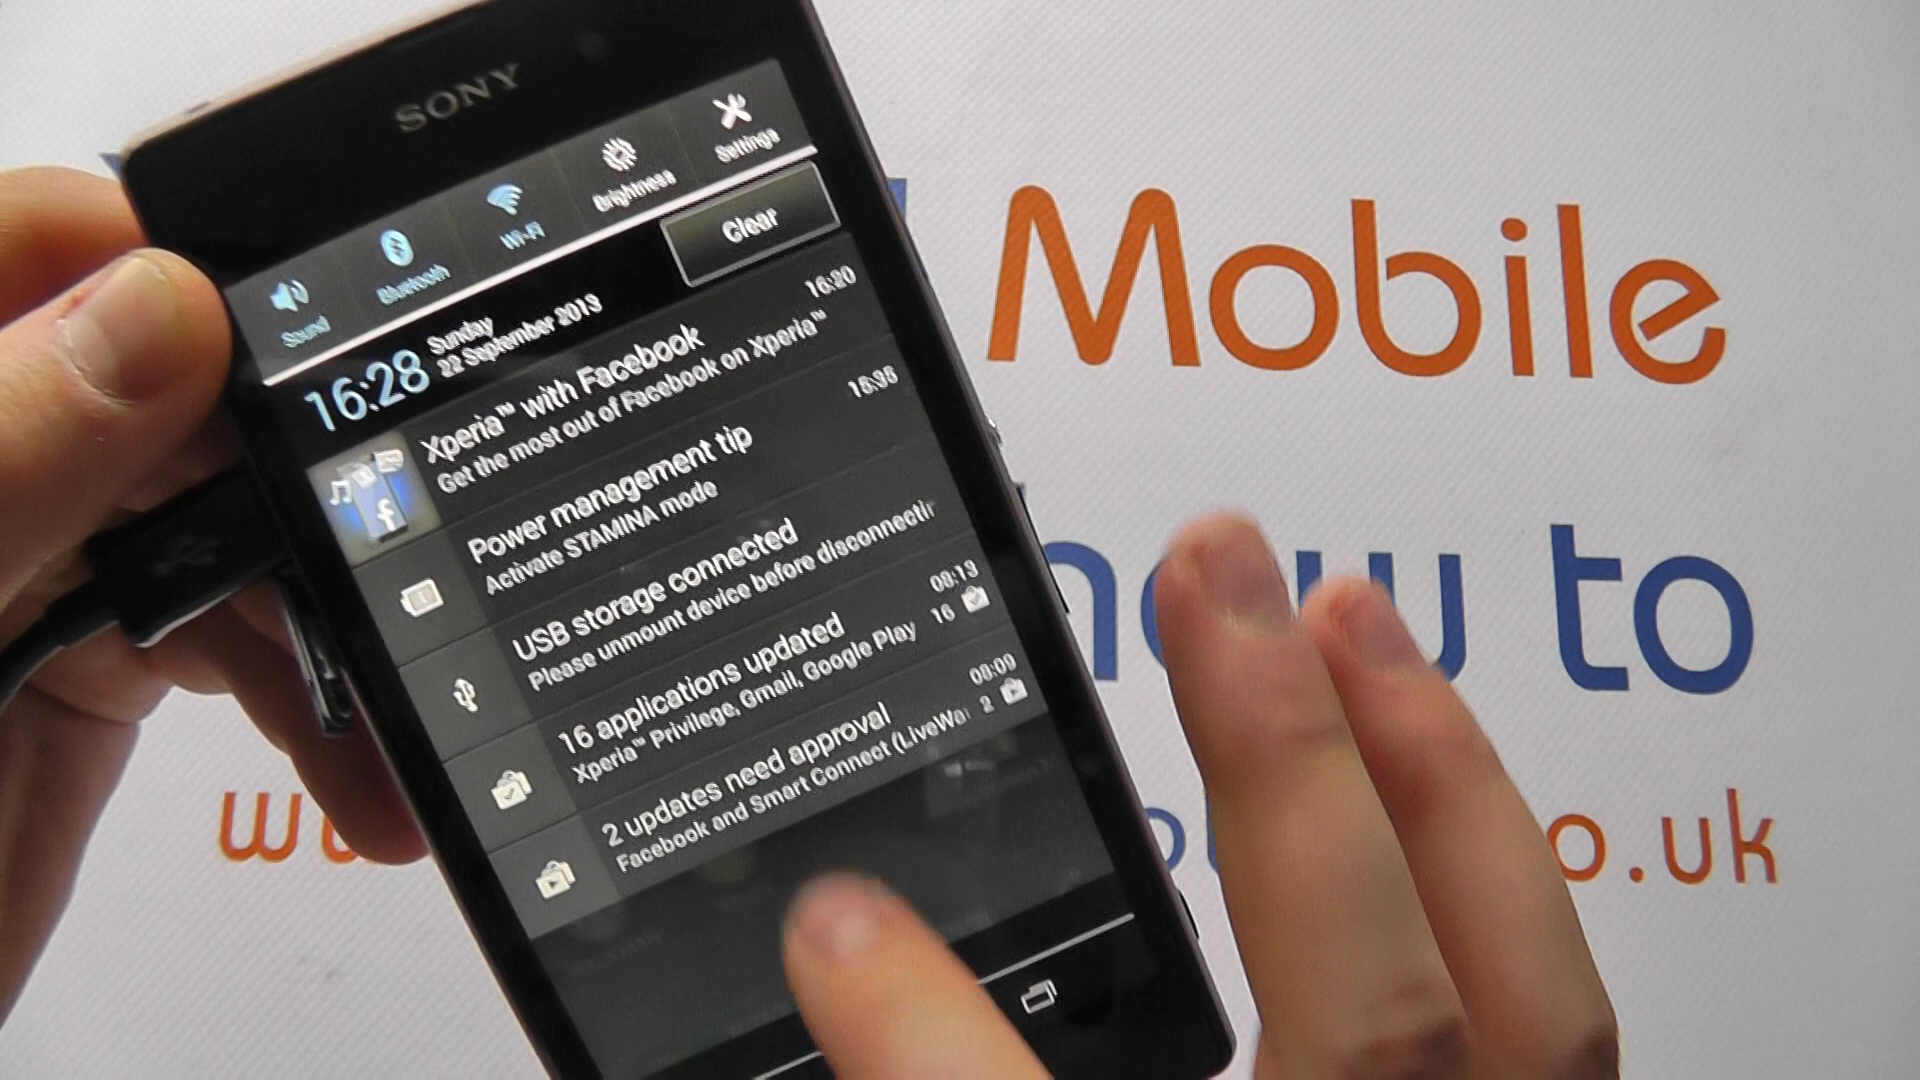 SONY
Sound
Bluetooth
Wi-Fi
Brightness
Settings
16:28
Sunday
22 September 2013
Clear
Xperia™ with Facebook
16:20
Get the most out of Facebook on Xperia™
Power management tip
Activate STAMINA mode
USB storage connected
Please unmount device before disconnectin
16 applications updated
08:13
Xperia™ Privilege, Gmail, Google Play
16
2 updates need approval
08:09
Facebook and Smart Connect (LiveWa
2
Mobile
to
.uk